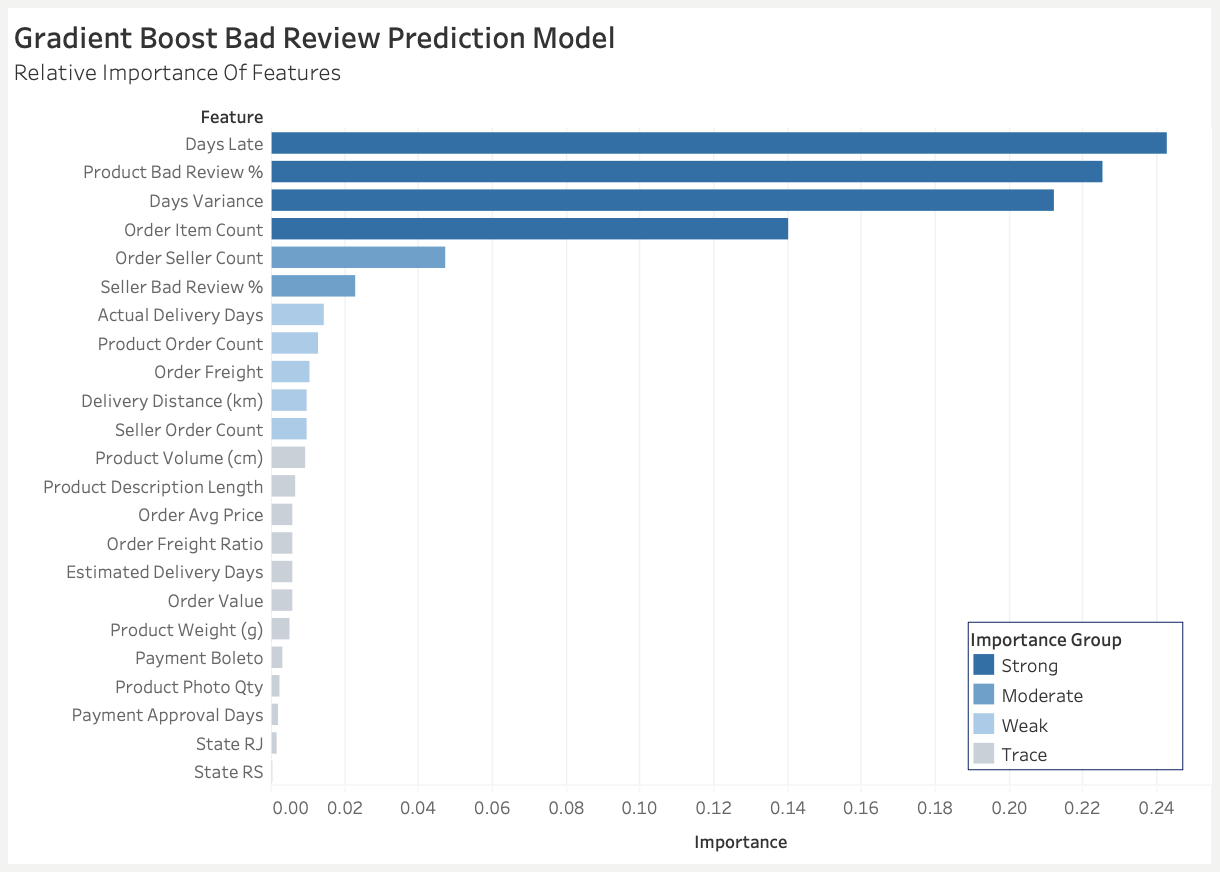 Gradient Boost Bad Review Prediction Model
Relative Importance Of Features
Feature
Days Late
Product Bad Review %
Days Variance
Order Item Count
Order Seller Count
Seller Bad Review %
Actual Delivery Days
Product Order Count
Order Freight
Delivery Distance (km)
Seller Order Count
Product Volume (cm)
Product Description Length
Order Avg Price
Order Freight Ratio
Estimated Delivery Days
Order Value
Product Weight (g)
Payment Boleto
Product Photo Qty
Payment Approval Days
State RJ
State RS
Importance Group
Strong
Moderate
Weak
Trace
0.00 0.02 0.04 0.06 0.08 0.10 0.12 0.14 0.16 0.18 0.20 0.22 0.24
Importance